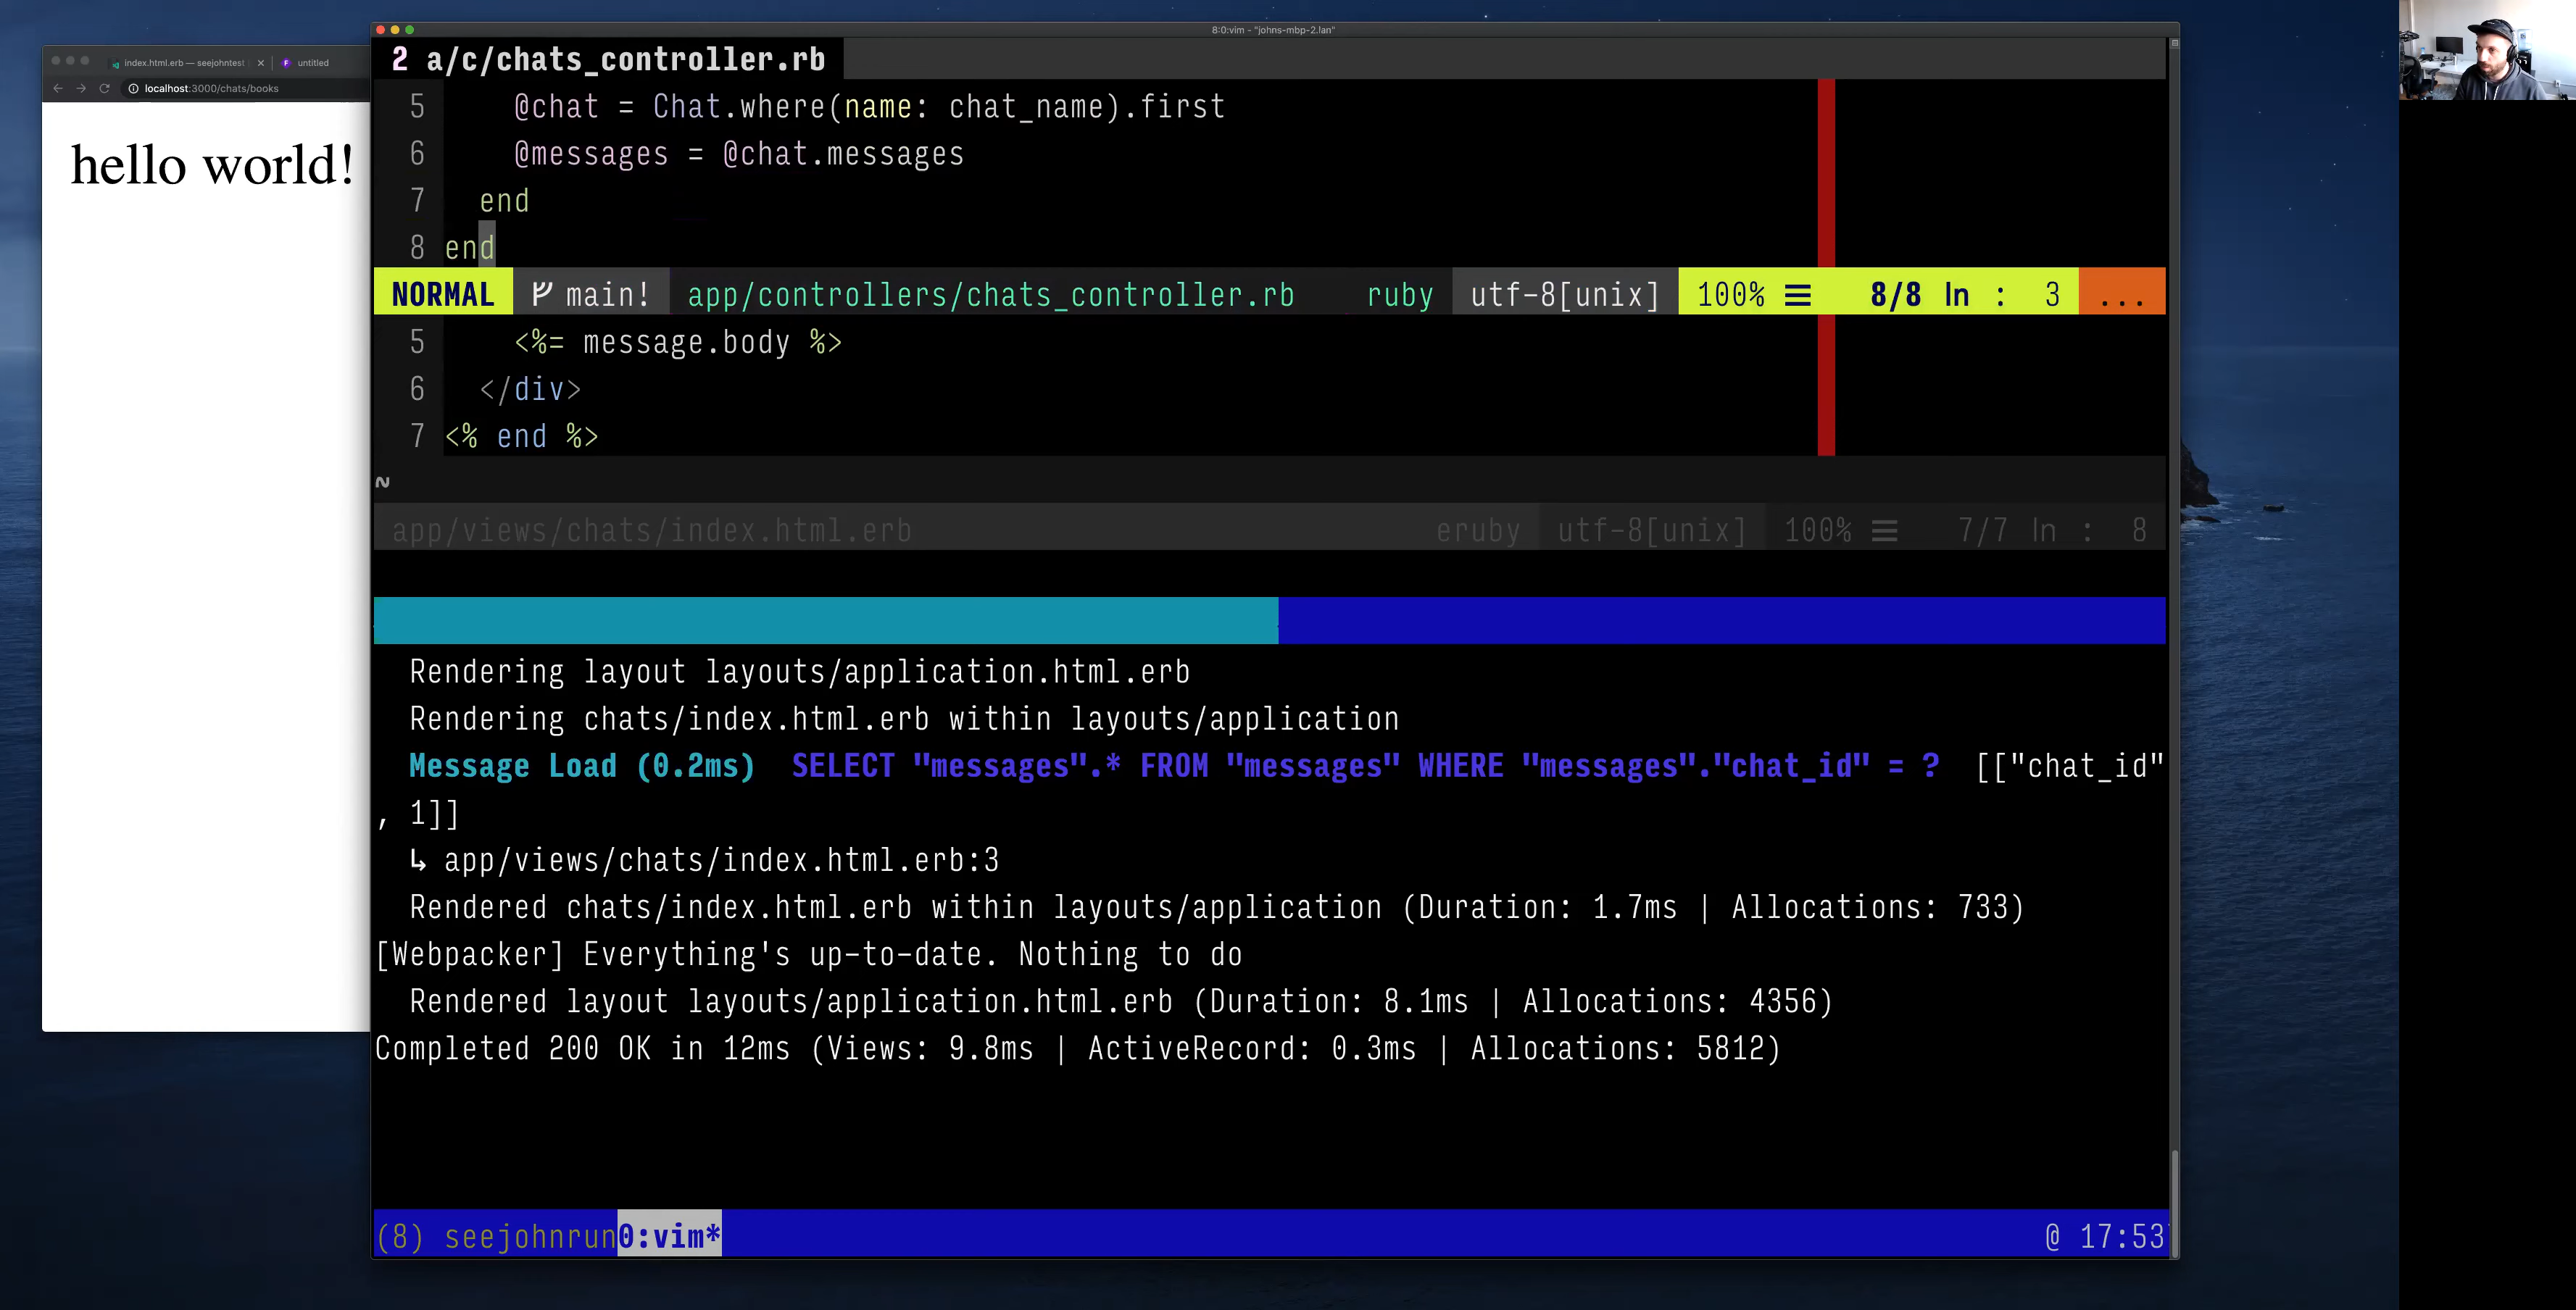 8:0:vim - "johns-mbp-2.lan"
index.html.erb — seejohntest
untitled
localhost:3000/chats/books
hello world!
2 a/c/chats_controller.rb
5 @chat = Chat.where(name: chat_name).first
6 @messages = @chat.messages
7 end
8 end
NORMAL main! app/controllers/chats_controller.rb ruby utf-8[unix] 100% ☰ 8/8 ln : 3 ...
5 <%= message.body %>
6 </div>
7 <% end %>
~
app/views/chats/index.html.erb eruby utf-8[unix] 100% ☰ 7/7 ln : 8
Rendering layout layouts/application.html.erb
Rendering chats/index.html.erb within layouts/application
Message Load (0.2ms) SELECT "messages".* FROM "messages" WHERE "messages"."chat_id" = ? [["chat_id"
, 1]]
↳ app/views/chats/index.html.erb:3
Rendered chats/index.html.erb within layouts/application (Duration: 1.7ms | Allocations: 733)
[Webpacker] Everything's up-to-date. Nothing to do
Rendered layout layouts/application.html.erb (Duration: 8.1ms | Allocations: 4356)
Completed 200 OK in 12ms (Views: 9.8ms | ActiveRecord: 0.3ms | Allocations: 5812)
(8) seejohnrun0:vim* @ 17:53